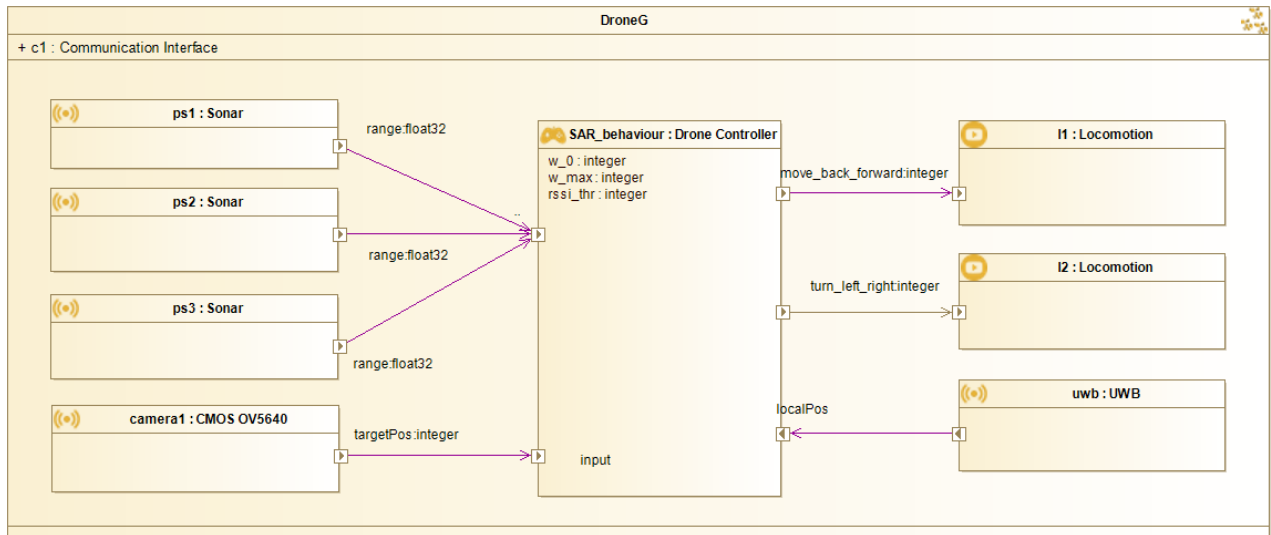 DroneG
+ c1 : Communication Interface
ps1 : Sonar
range:float32
ps2 : Sonar
range:float32
ps3 : Sonar
range:float32
camera1 : CMOS OV5640
targetPos:integer
SAR_behaviour : Drone Controller
w_0 : integer
w_max : integer
rssi_thr : integer
input
move_back_forward:integer
l1 : Locomotion
turn_left_right:integer
l2 : Locomotion
localPos
uwb : UWB